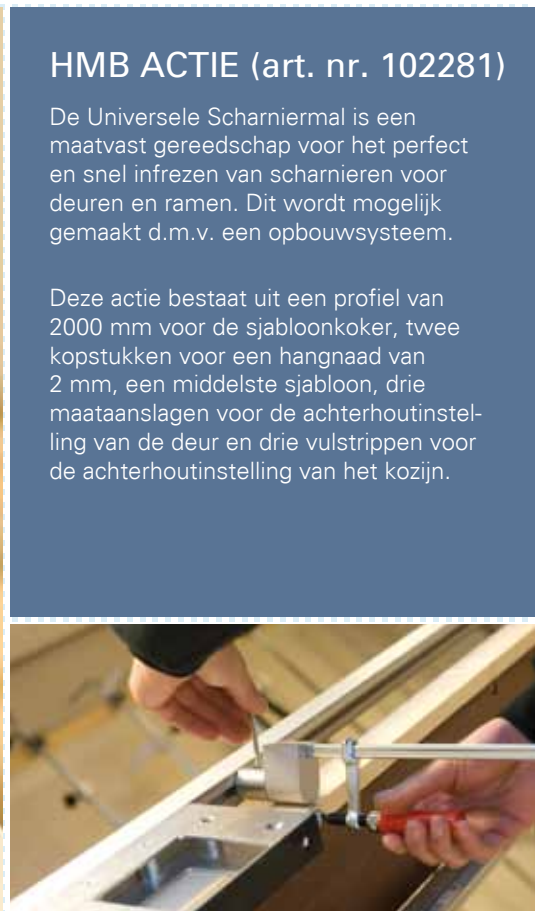 HMB ACTIE (art. nr. 102281)
De Universele Scharniermal is een
maatvast gereedschap voor het perfect
en snel infrezen van scharnieren voor
deuren en ramen. Dit wordt mogelijk
gemaakt d.m.v. een opbouwsysteem.
Deze actie bestaat uit een profiel van
2000 mm voor de sjabloonkoker, twee
kopstukken voor een hangnaad van
2 mm, een middelste sjabloon, drie
maataanslagen voor de achterhoutinstel-
ling van de deur en drie vulstrippen voor
de achterhoutinstelling van het kozijn.